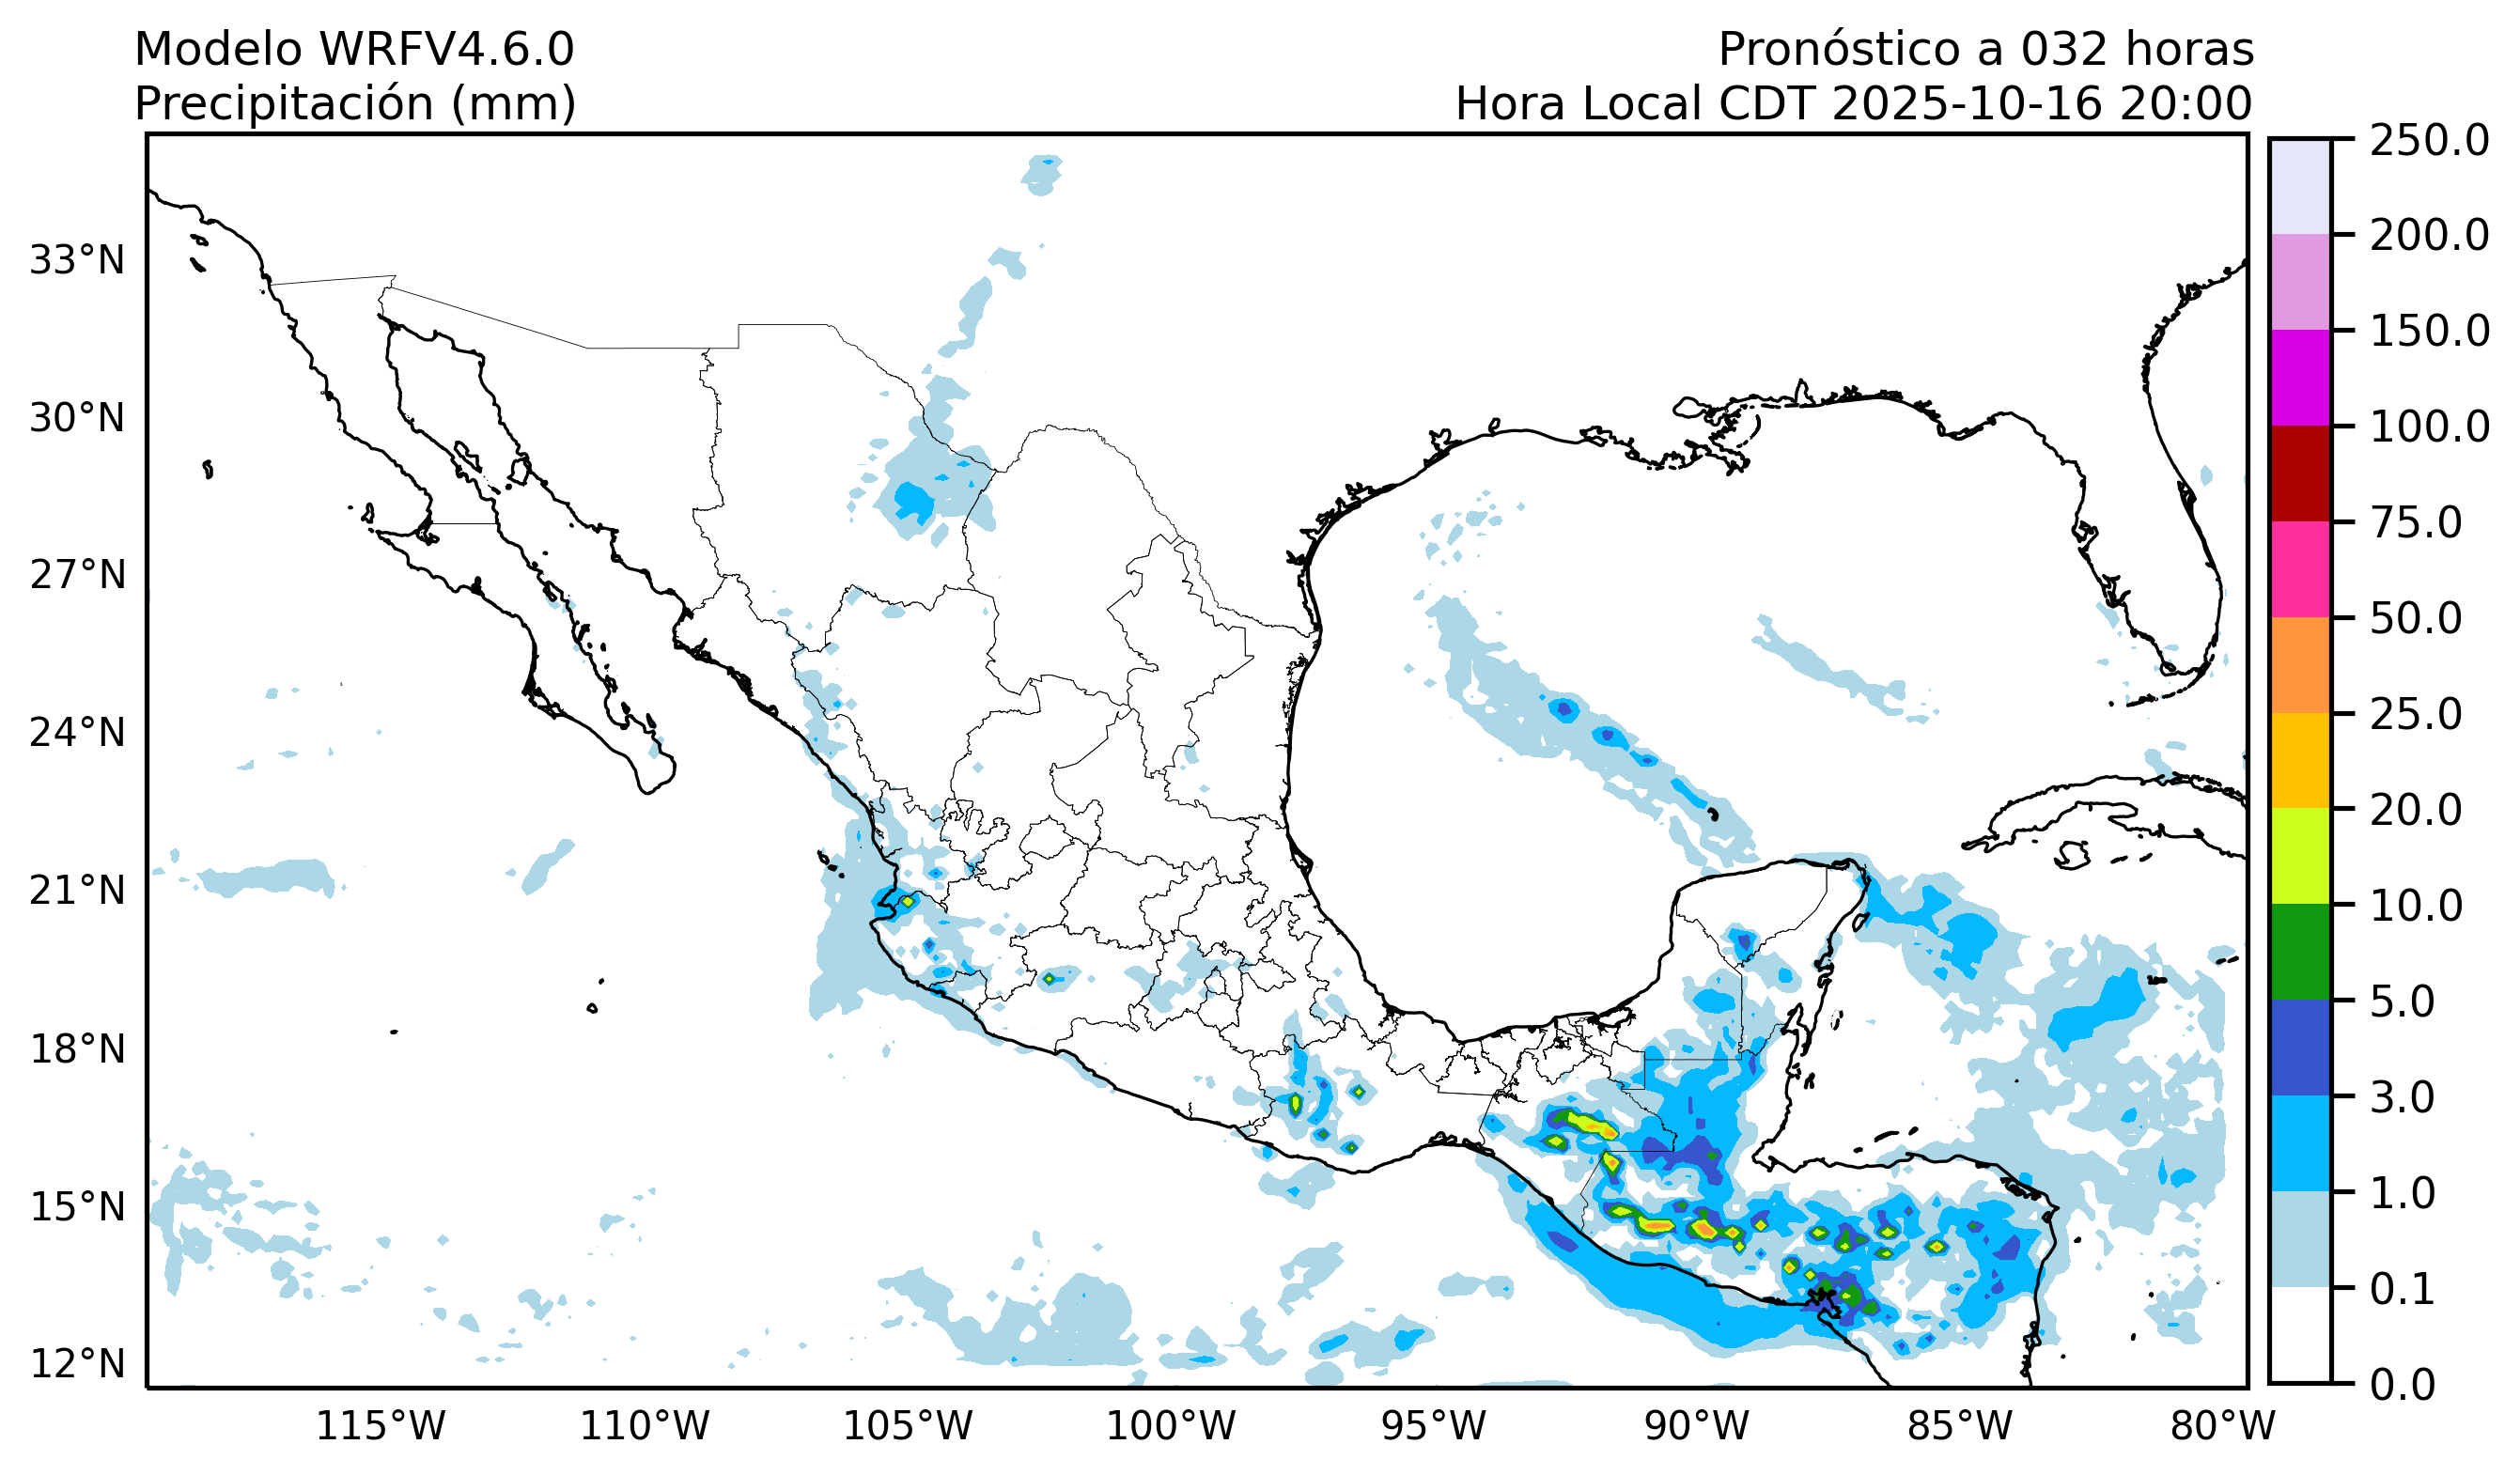 Modelo WRFV4.6.0
Precipitación (mm)
Pronóstico a 032 horas
Hora Local CDT 2025-10-16 20:00
33°N
30°N
27°N
24°N
21°N
18°N
15°N
12°N
115°W
110°W
105°W
100°W
95°W
90°W
85°W
80°W
250.0
200.0
150.0
100.0
75.0
50.0
25.0
20.0
10.0
5.0
3.0
1.0
0.1
0.0